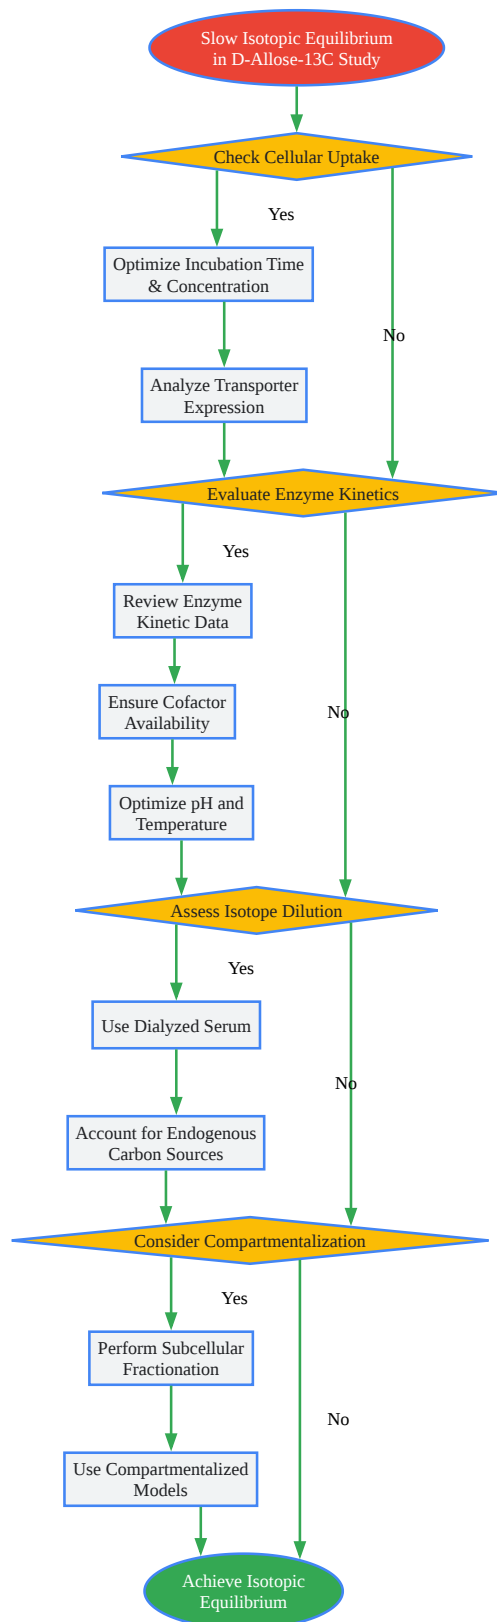 Slow Isotopic Equilibrium
in D-Allose-13C Study
Check Cellular Uptake
Yes
Optimize Incubation Time
& Concentration
No
Analyze Transporter
Expression
Evaluate Enzyme Kinetics
Yes
Review Enzyme
Kinetic Data
Ensure Cofactor
Availability
No
Optimize pH and
Temperature
Assess Isotope Dilution
Yes
Use Dialyzed Serum
No
Account for Endogenous
Carbon Sources
Consider Compartmentalization
Yes
Perform Subcellular
Fractionation
No
Use Compartmentalized
Models
Achieve Isotopic
Equilibrium